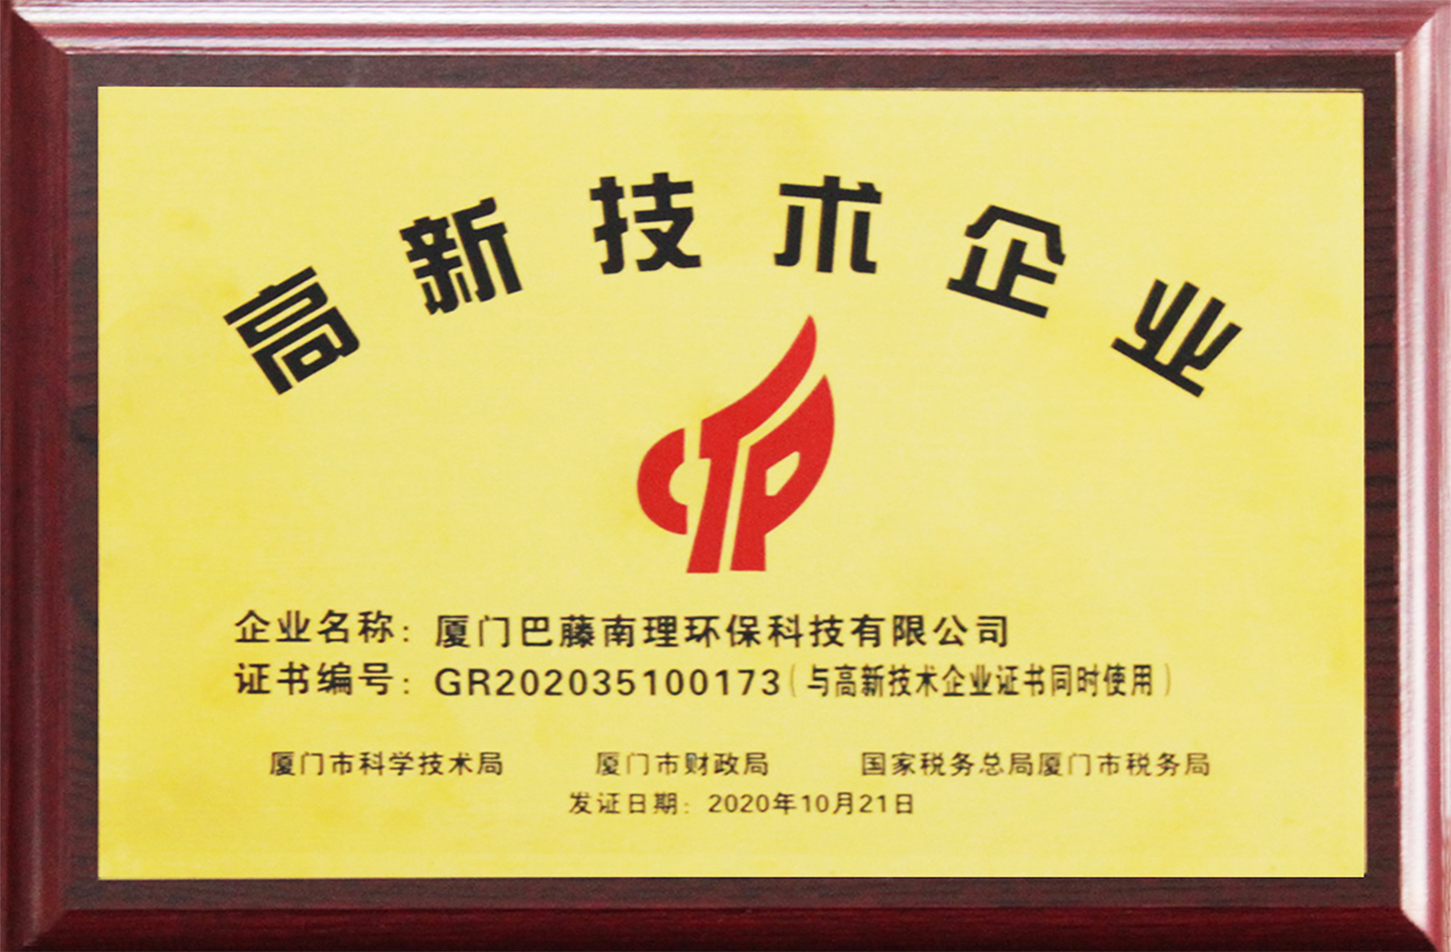 高新技术企业
企业名称：厦门巴藤南理环保科技有限公司
证书编号：GR202035100173（与高新技术企业证书同时使用）
厦门市科学技术局 厦门市财政局 国家税务总局厦门市税务局
发证日期：2020年10月21日